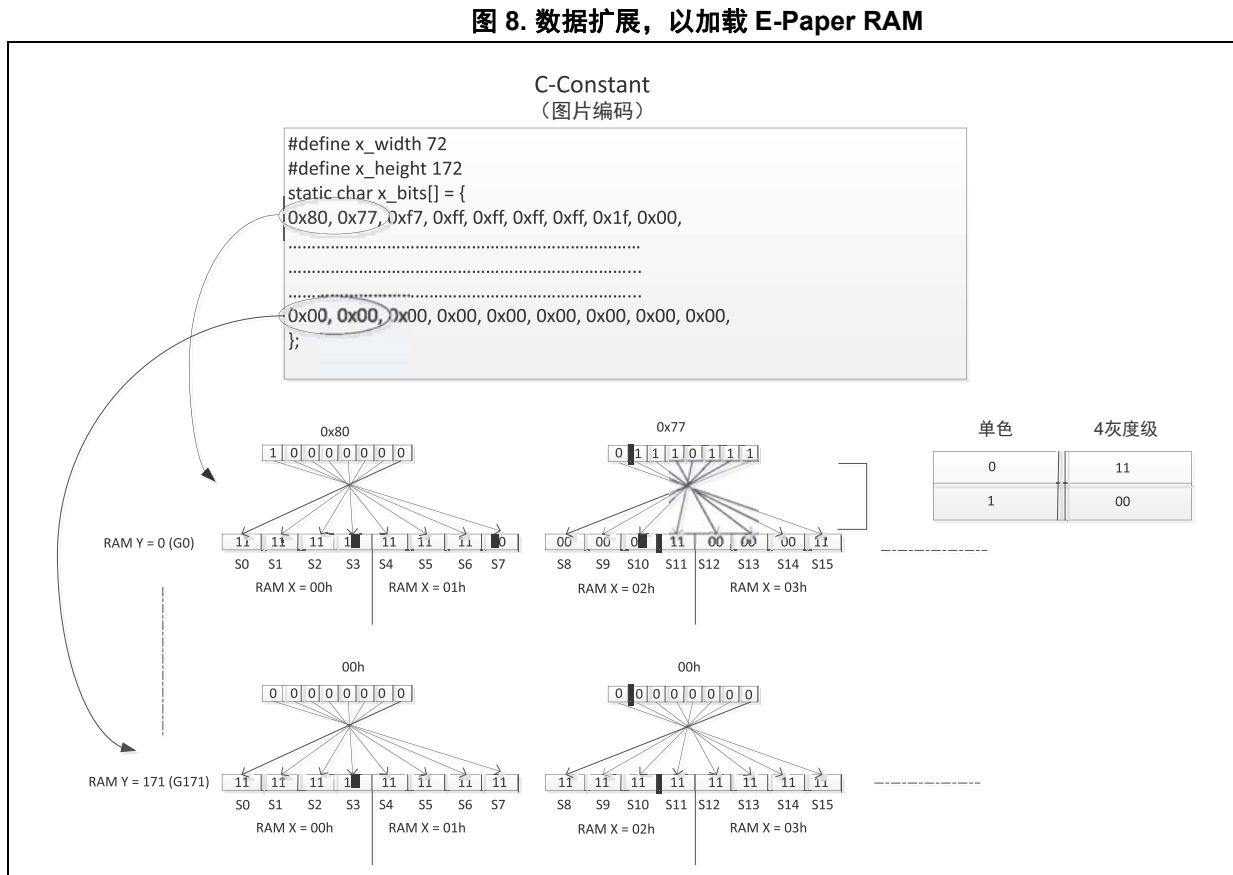 图 8. 数据扩展，以加载 E-Paper RAM
C-Constant
（图片编码）
#define x_width 72
#define x_height 172
static char x_bits[] = {
0x80, 0x77, 0xf7, 0xff, 0xff, 0xff, 0xff, 0x1f, 0x00,
0x00, 0x00, 0x00, 0x00, 0x00, 0x00, 0x00, 0x00, 0x00,
};
0x80 0x77
1 0 0 0 0 0 0 0 0 1 1 1 0 1 1 1
单色 4灰度级
0 11
1 00
RAM Y = 0 (G0) 11 11 11 11 11 11 00 00 11 00 00 00 11
S0 S1 S2 S3 S4 S5 S6 S7 S8 S9 S10 S11 S12 S13 S14 S15
RAM X = 00h RAM X = 01h RAM X = 02h RAM X = 03h
00h 00h
0 0 0 0 0 0 0 0 0 0 0 0 0 0 0 0
RAM Y = 171 (G171) 11 11 11 11 11 11 11 11 11 11 11 11 11 11 11
S0 S1 S2 S3 S4 S5 S6 S7 S8 S9 S10 S11 S12 S13 S14 S15
RAM X = 00h RAM X = 01h RAM X = 02h RAM X = 03h